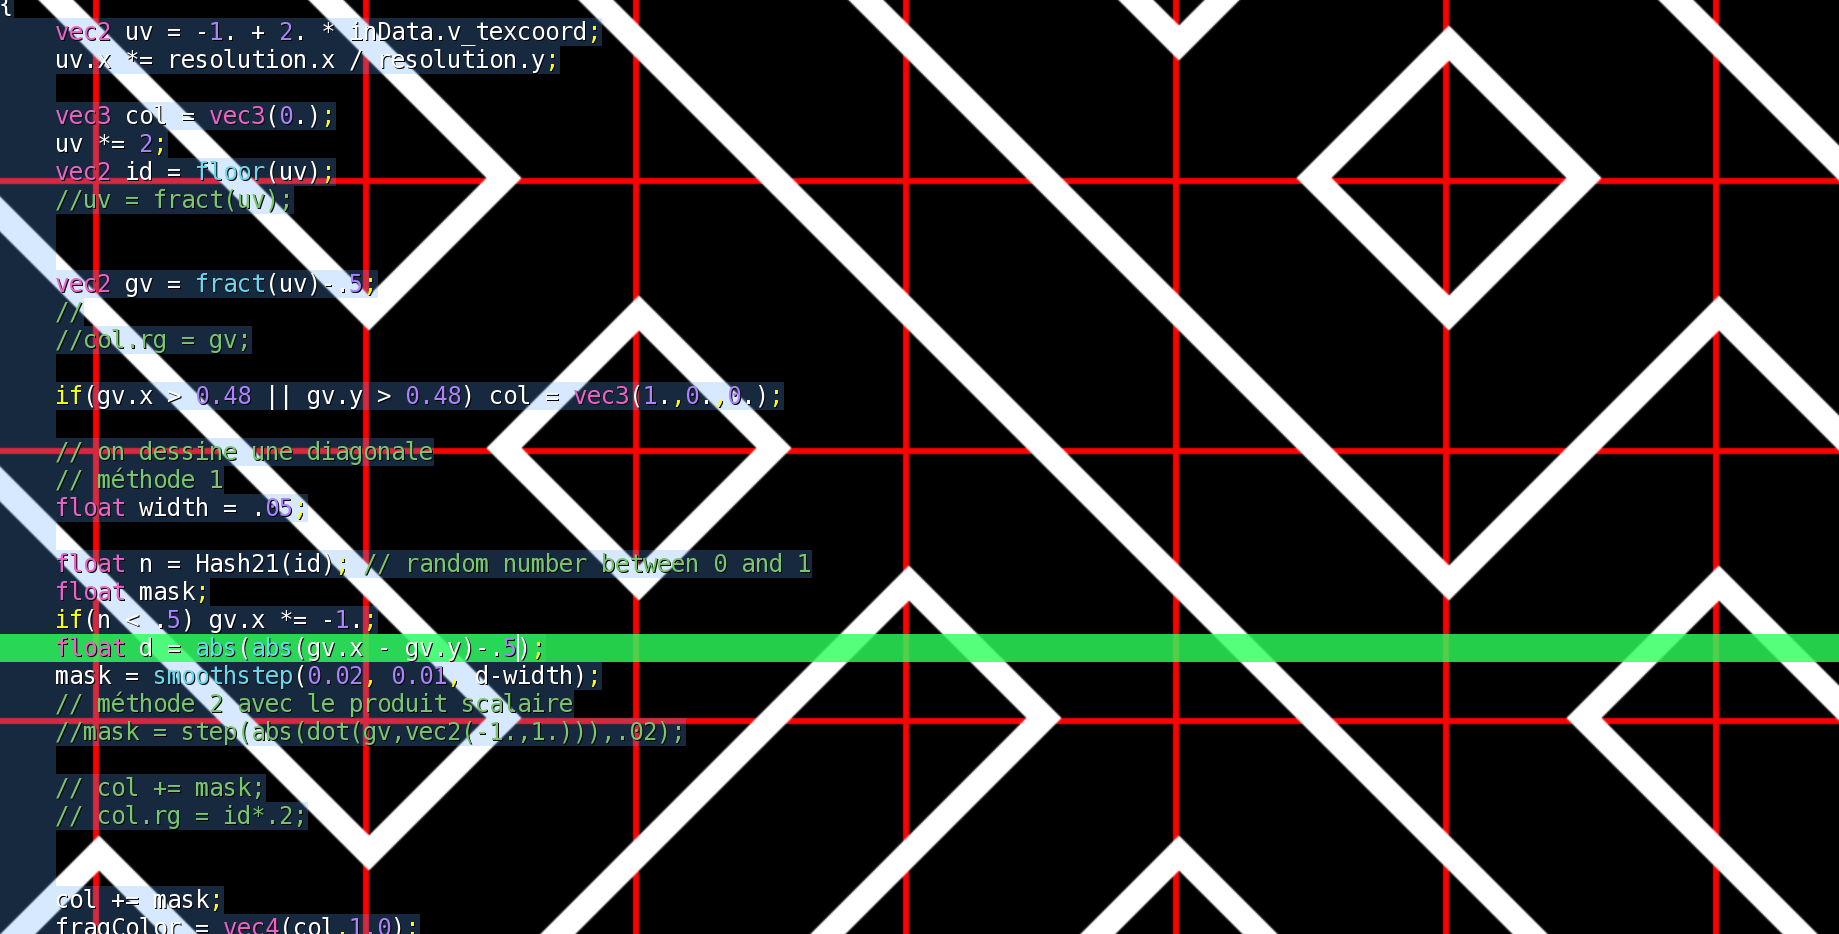 {
vec2 uv = -1. + 2. * inData.v_texcoord;
uv.x *= resolution.x / resolution.y;
vec3 col = vec3(0.);
uv *= 2;
vec2 id = floor(uv);
//uv = fract(uv);
vec2 gv = fract(uv)-.5;
//
//col.rg = gv;
if(gv.x > 0.48 || gv.y > 0.48) col = vec3(1.,0.,0.);
// on dessine une diagonale
// méthode 1
float width = .05;
float n = Hash21(id); // random number between 0 and 1
float mask;
if(n < .5) gv.x *= -1.;
float d = abs(abs(gv.x - gv.y)-.5);
mask = smoothstep(0.02, 0.01, d-width);
// méthode 2 avec le produit scalaire
//mask = step(abs(dot(gv,vec2(-1.,1.))),.02);
// col += mask;
// col.rg = id*.2;
col += mask;
fragColor = vec4(col,1.0);